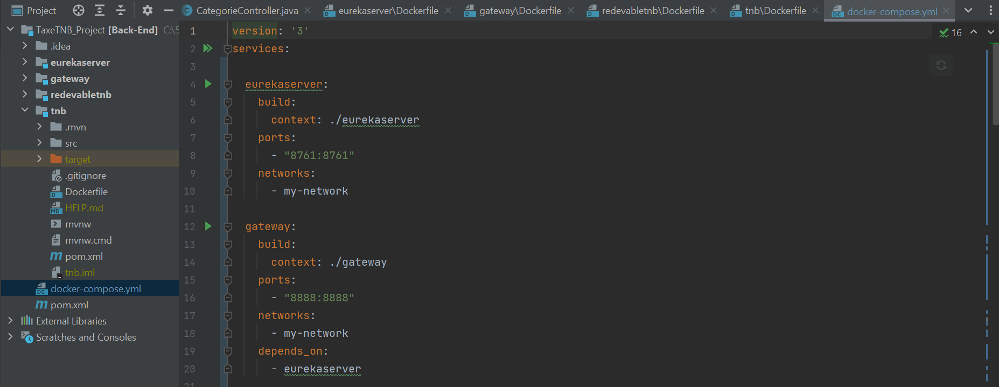 Project
CategorieController.java
eurekaserver\Dockerfile
gateway\Dockerfile
redevabletnb\Dockerfile
tnb\Dockerfile
docker-compose.yml
TaxeTNB_Project [Back-End]
.idea
eurekaserver
gateway
redevabletnb
tnb
.mvn
src
target
.gitignore
Dockerfile
HELP.md
mvnw
mvnw.cmd
pom.xml
tnb.iml
docker-compose.yml
pom.xml
External Libraries
Scratches and Consoles
16
1 version: '3'
2 services:
3
4 eurekaserver:
5 build:
6 context: ./eurekaserver
7 ports:
8 - "8761:8761"
9 networks:
10 - my-network
11
12 gateway:
13 build:
14 context: ./gateway
15 ports:
16 - "8888:8888"
17 networks:
18 - my-network
19 depends_on:
20 - eurekaserver